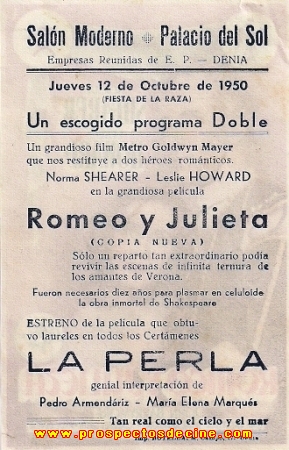 Salón Moderno + Palacio del Sol
Empresas Reunidas de E. P. — DENIA
Jueves 12 de Octubre de 1950
(FIESTA DE LA RAZA)
Un escogido programa Doble
Un grandioso film Metro Goldwyn Mayer
que nos restituye a dos héroes románticos.
Norma SHEARER - Leslie HOWARD
en la grandiosa película
Romeo y Julieta
(COPIA NUEVA)
Sólo un reparto tan extraordinario podía
revivir las escenas de infinita ternura de
los amantes de Verona.
Fueron necesarios diez años para plasmar en celuloide
la obra inmortal de Shakespeare
ESTRENO de la película que obtu-
vo laureles en todos los Certámenes
LA PERLA
genial interpretación de
Pedro Armendáriz - María Elena Marqués
Tan real como el cielo y el mar
www.prospectosdecine.com